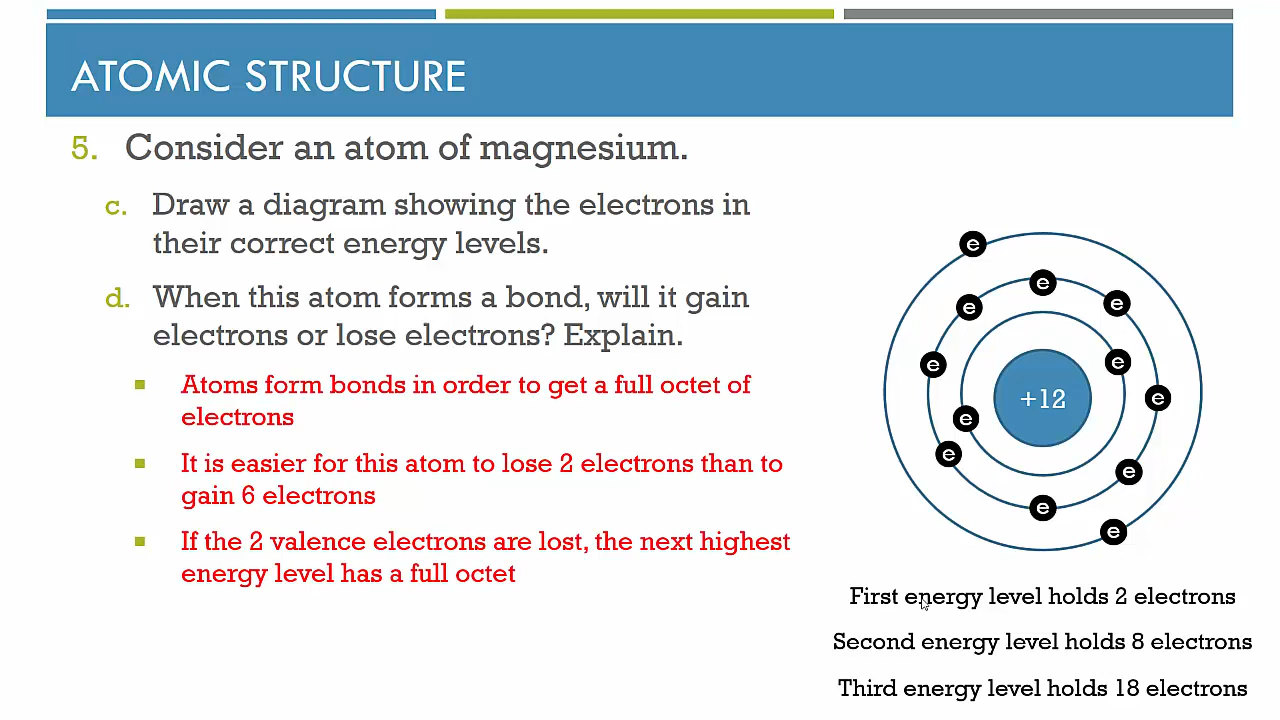 ATOMIC STRUCTURE
5. Consider an atom of magnesium.
c. Draw a diagram showing the electrons in
their correct energy levels.
d. When this atom forms a bond, will it gain
electrons or lose electrons? Explain.
Atoms form bonds in order to get a full octet of
electrons
It is easier for this atom to lose 2 electrons than to
gain 6 electrons
If the 2 valence electrons are lost, the next highest
energy level has a full octet
e
e
e
e
e
e
e
+12
e
e
e
e
e
First energy level holds 2 electrons
Second energy level holds 8 electrons
Third energy level holds 18 electrons